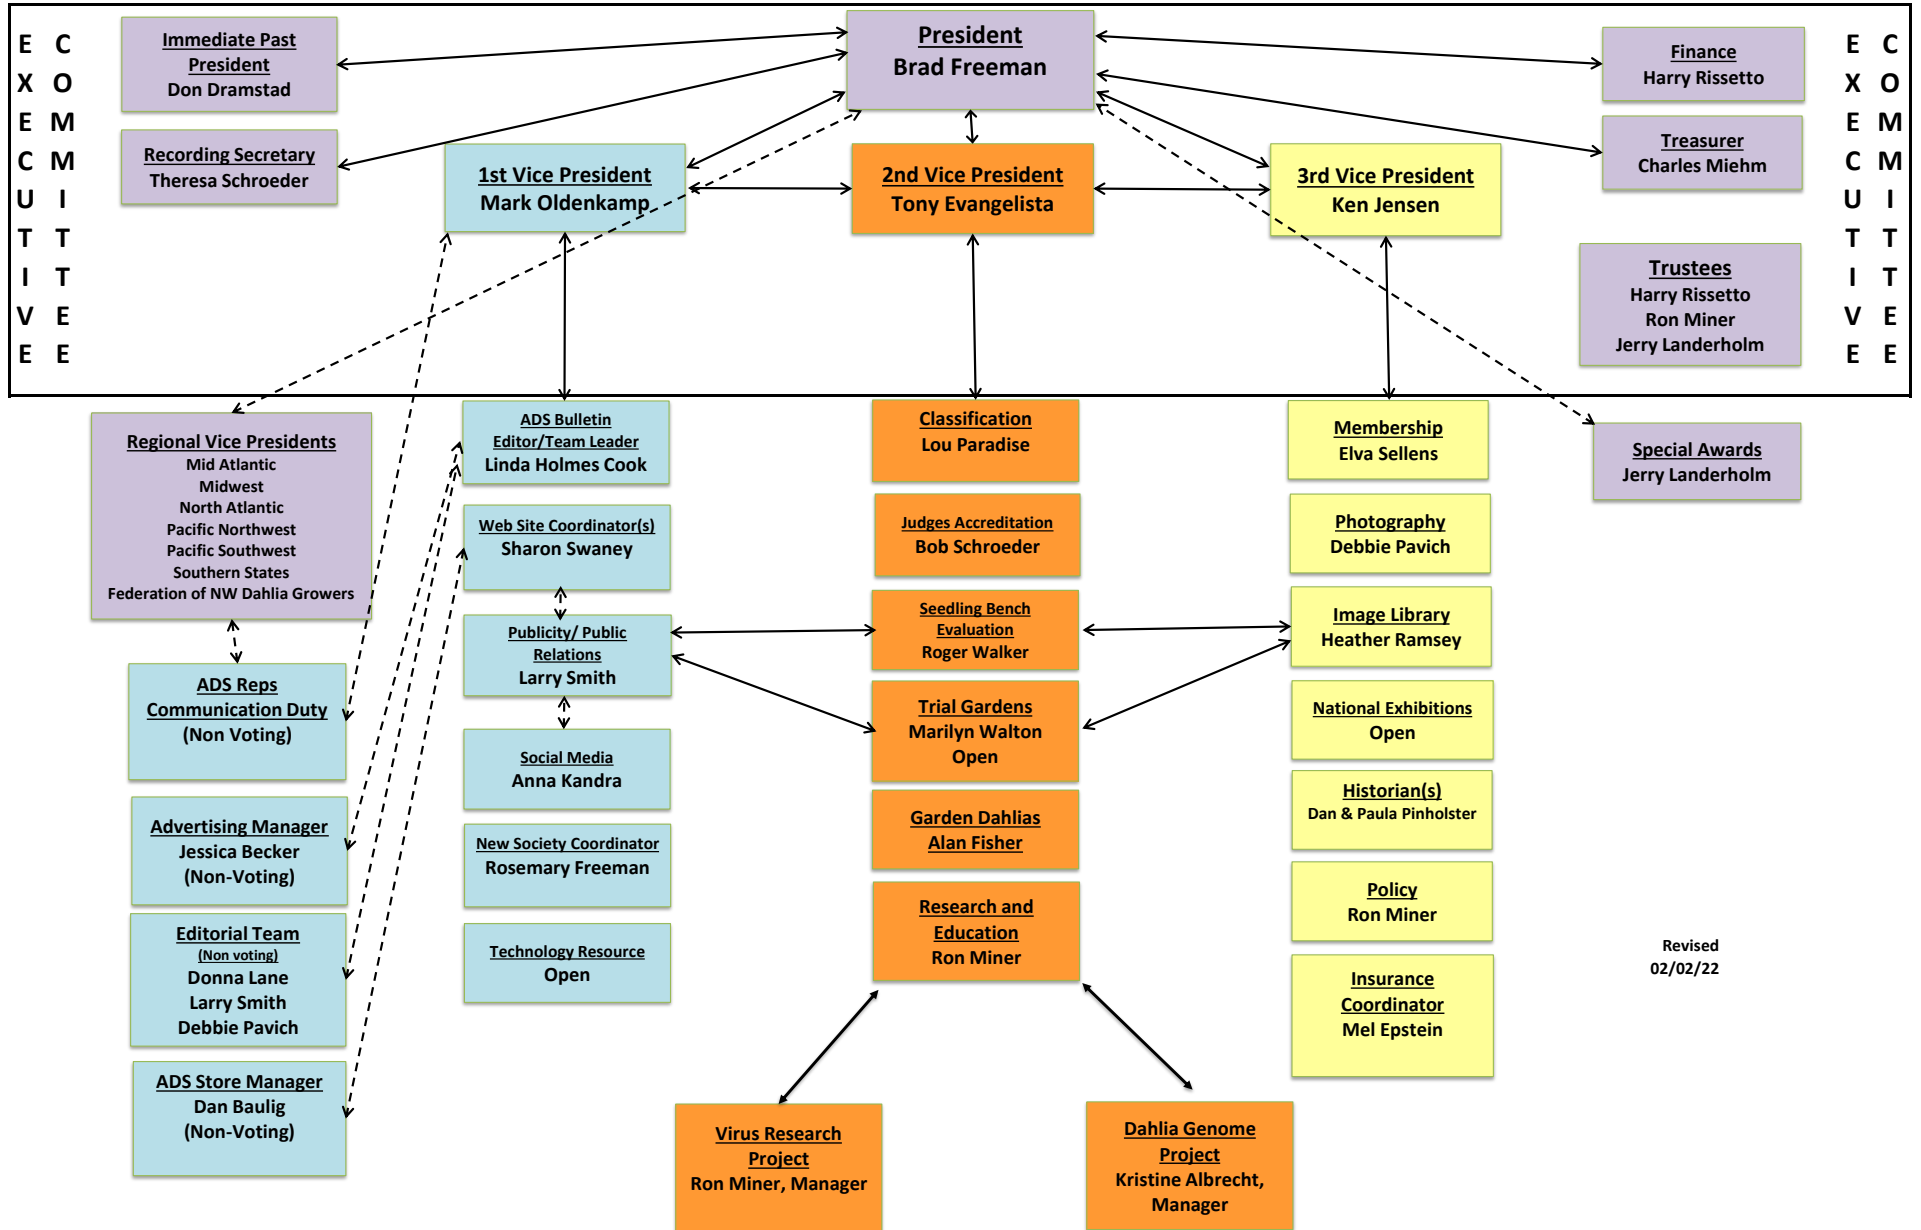 EXECUTIVE
COMMITTEE
Immediate Past
President
Don Dramstad
Recording Secretary
Theresa Schroeder
President
Brad Freeman
1st Vice President
Mark Oldenkamp
2nd Vice President
Tony Evangelista
3rd Vice President
Ken Jensen
Finance
Harry Rissetto
Treasurer
Charles Miehm
Trustees
Harry Rissetto
Ron Miner
Jerry Landerholm
EXECUTIVE
COMMITTEE
Regional Vice Presidents
Mid Atlantic
Midwest
North Atlantic
Pacific Northwest
Pacific Southwest
Southern States
Federation of NW Dahlia Growers
ADS Reps
Communication Duty
(Non Voting)
Advertising Manager
Jessica Becker
(Non-Voting)
Editorial Team
(Non voting)
Donna Lane
Larry Smith
Debbie Pavich
ADS Store Manager
Dan Baulig
(Non-Voting)
ADS Bulletin
Editor/Team Leader
Linda Holmes Cook
Web Site Coordinator(s)
Sharon Swaney
Publicity/ Public
Relations
Larry Smith
Social Media
Anna Kandra
New Society Coordinator
Rosemary Freeman
Technology Resource
Open
Classification
Lou Paradise
Judges Accreditation
Bob Schroeder
Seedling Bench
Evaluation
Roger Walker
Trial Gardens
Marilyn Walton
Open
Garden Dahlias
Alan Fisher
Research and
Education
Ron Miner
Virus Research
Project
Ron Miner, Manager
Dahlia Genome
Project
Kristine Albrecht,
Manager
Membership
Elva Sellens
Photography
Debbie Pavich
Image Library
Heather Ramsey
National Exhibitions
Open
Historian(s)
Dan & Paula Pinholster
Policy
Ron Miner
Insurance
Coordinator
Mel Epstein
Special Awards
Jerry Landerholm
Revised
02/02/22